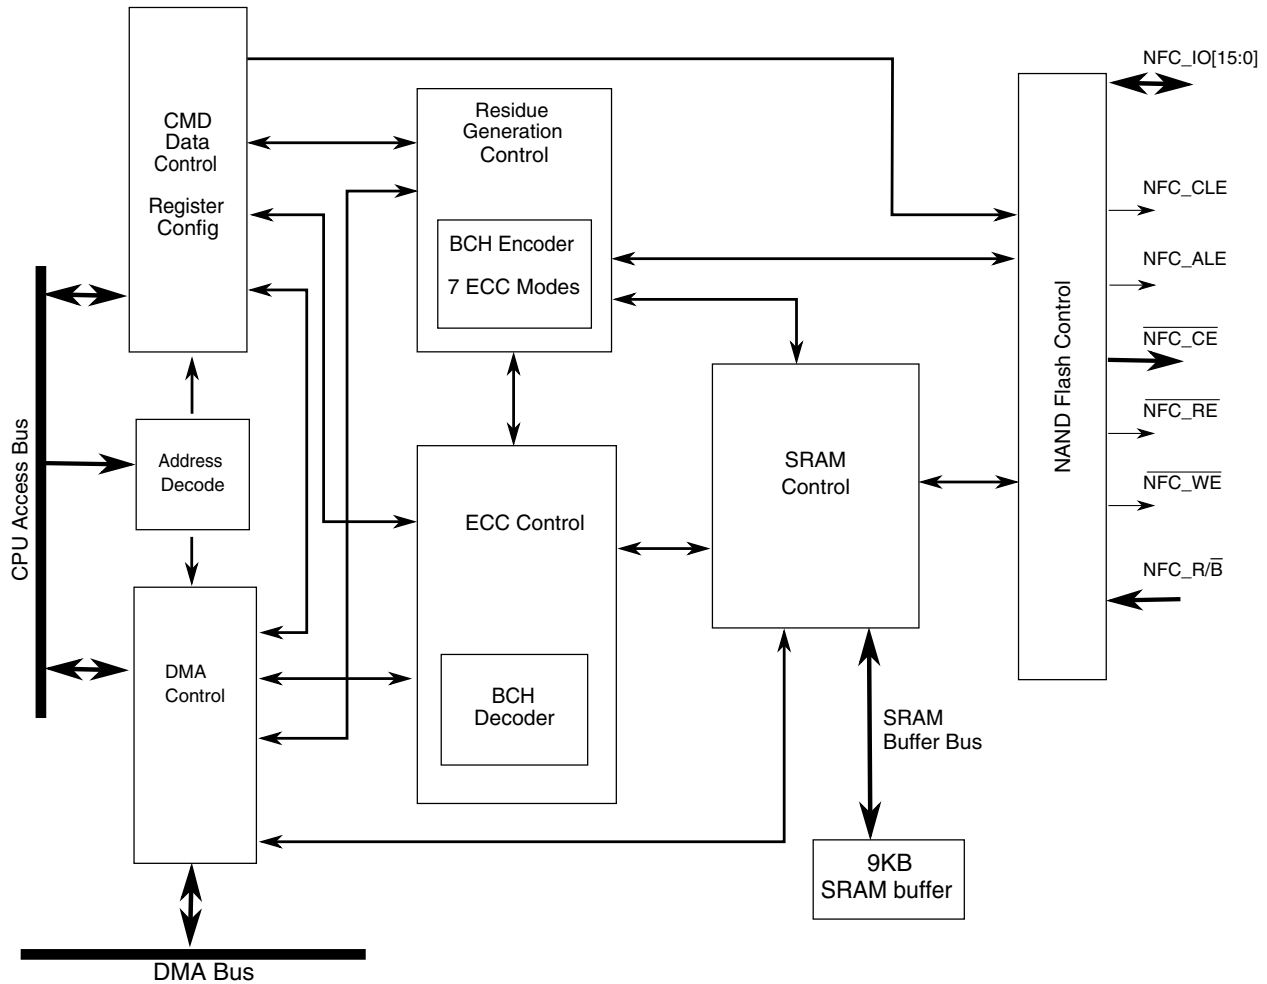 CMD
Data
Control
Register
Config
Residue
Generation
Control
BCH Encoder
7 ECC Modes
NFC_IO[15:0]
NFC_CLE
NFC_ALE
NFC_CE
NFC_RE
NFC_WE
NFC_R/B
NAND Flash Control
CPU Access Bus
Address
Decode
SRAM
Control
ECC Control
DMA
Control
BCH
Decoder
SRAM
Buffer Bus
9KB
SRAM buffer
DMA Bus